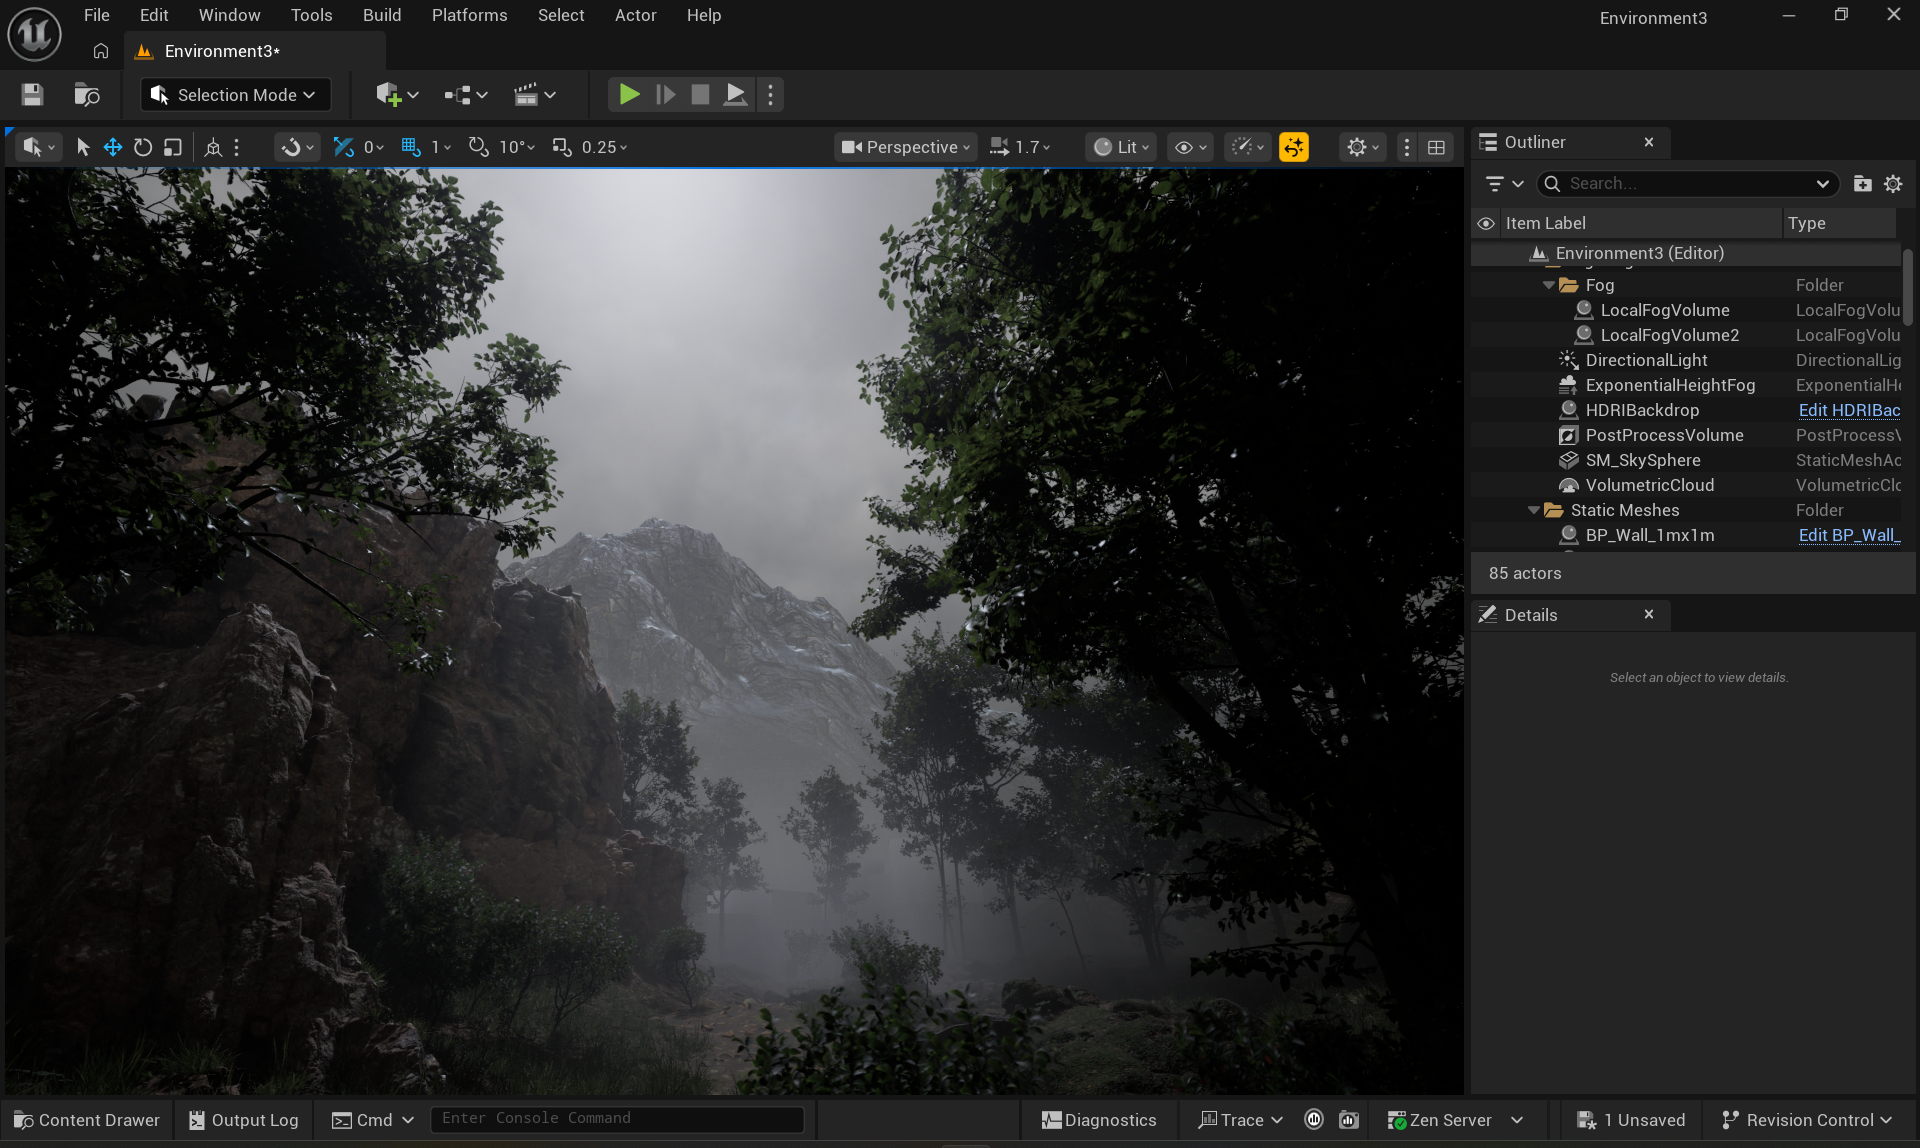 File Edit Window Tools Build Platforms Select Actor Help
Environment3
Environment3*
Selection Mode
0 1 10° 0.25 Perspective 1.7 Lit
Outliner
Search...
Item Label Type
Environment3 (Editor)
Fog Folder
LocalFogVolume LocalFogVolu
LocalFogVolume2 LocalFogVolu
DirectionalLight DirectionalLig
ExponentialHeightFog ExponentialHe
HDRIBackdrop Edit HDRIBac
PostProcessVolume PostProcessV
SM_SkySphere StaticMeshAc
VolumetricCloud VolumetricClo
Static Meshes Folder
BP_Wall_1mx1m Edit BP_Wall_
85 actors
Details
Select an object to view details.
Content Drawer Output Log Cmd Enter Console Command Diagnostics Trace Zen Server 1 Unsaved Revision Control